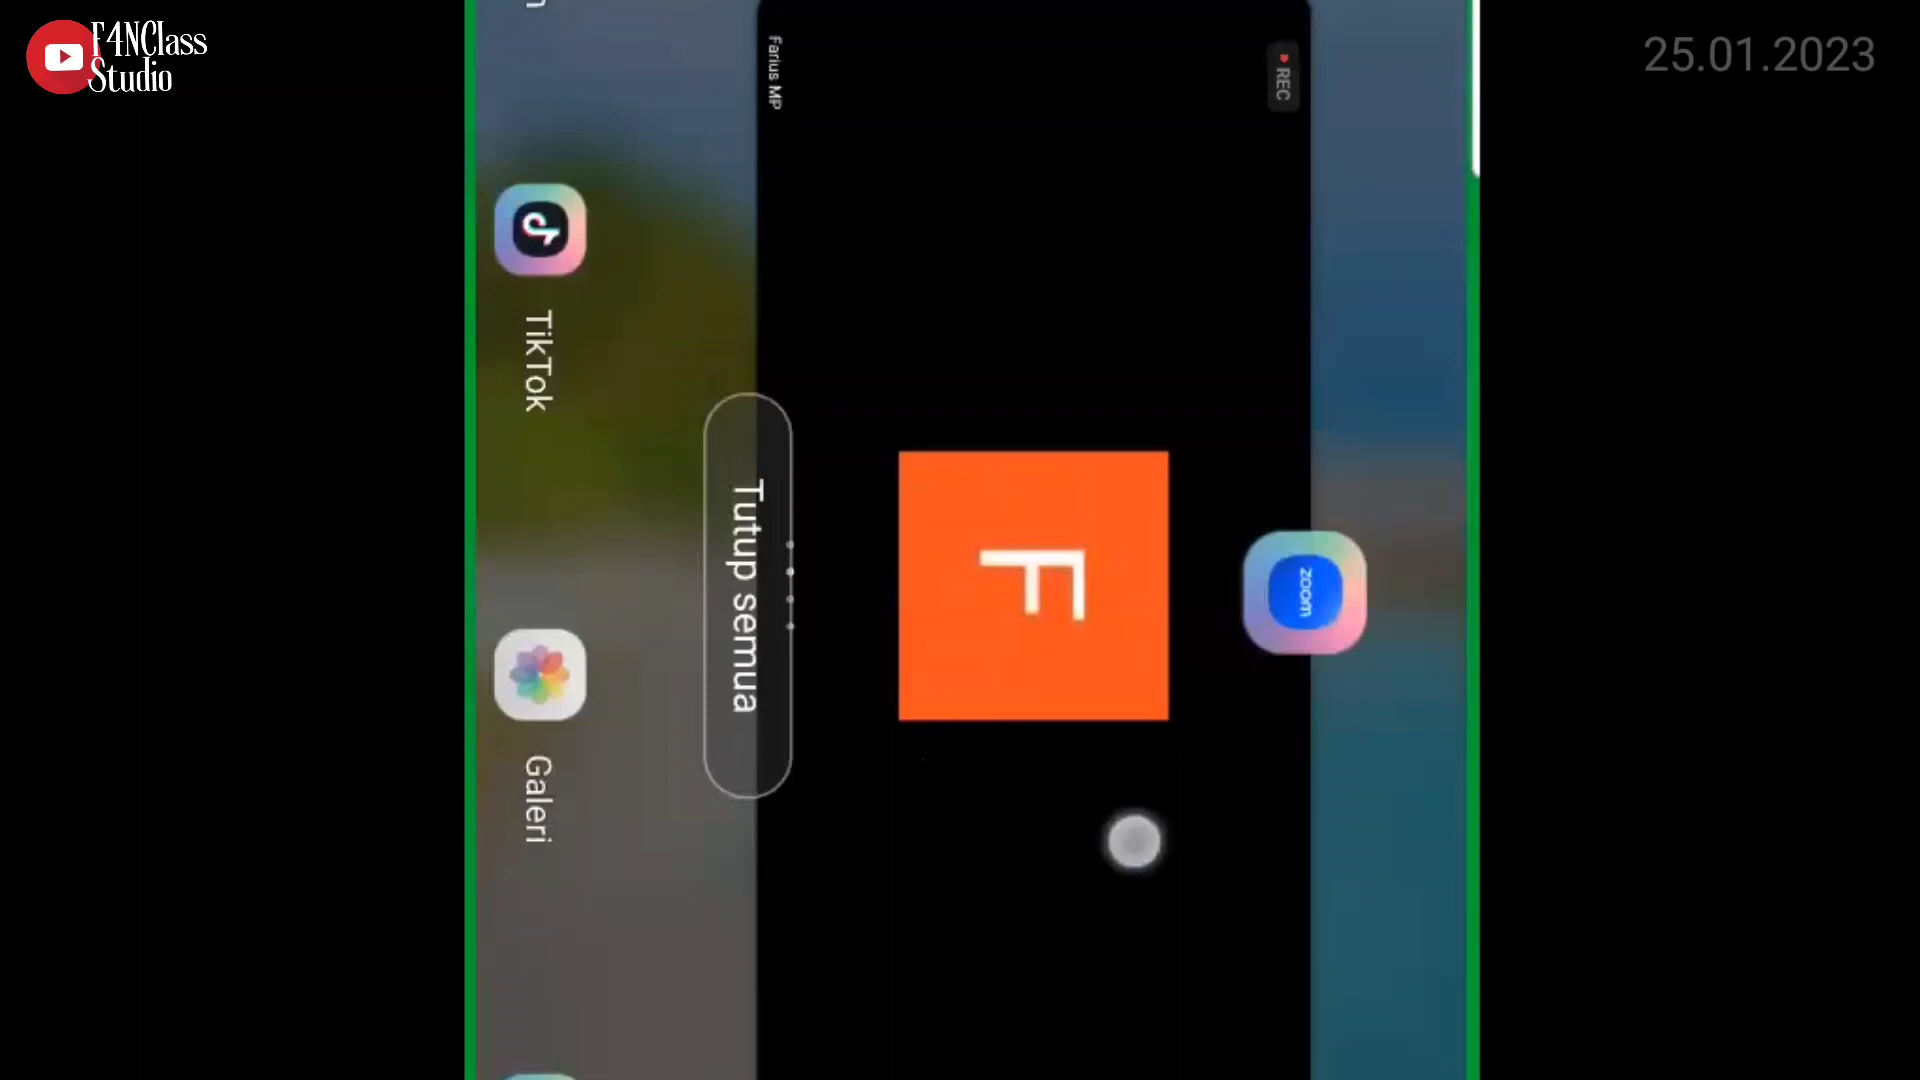 F4NClass
Studio
25.01.2023
Farius MP
REC
TikTok
Tutup semua
F
zoom
Galeri